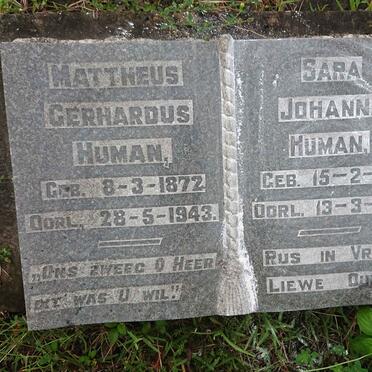 MATTHEUS
GERHARDUS
HUMAN,
GEB. 8-3-1872
OORL. 28-5-1943.
„ONS ZWEEG O HEER
DIT WAS U WIL."
SARA
JOHANN
HUMAN,
GEB. 15-2-
OORL. 13-3-
RUS IN VR
LIEWE OU